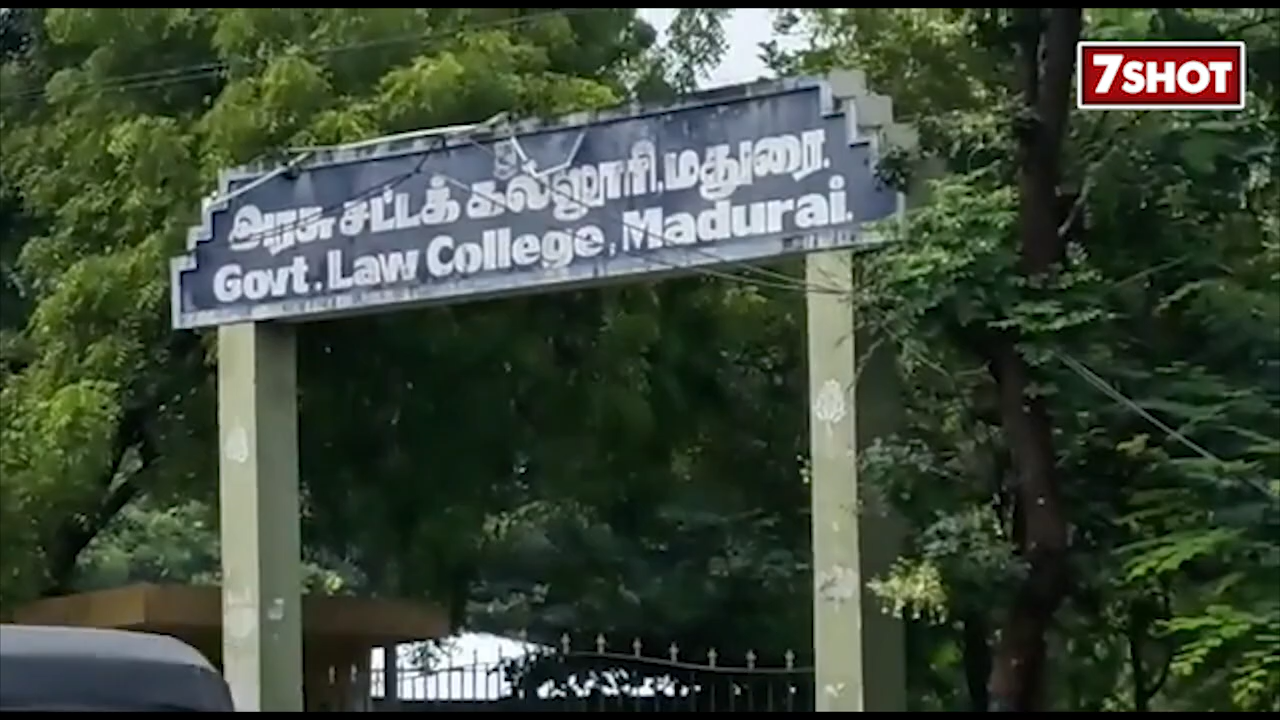 7SHOT
அரசு சட்டக் கல்லூரி, மதுரை.
Govt. Law College, Madurai.